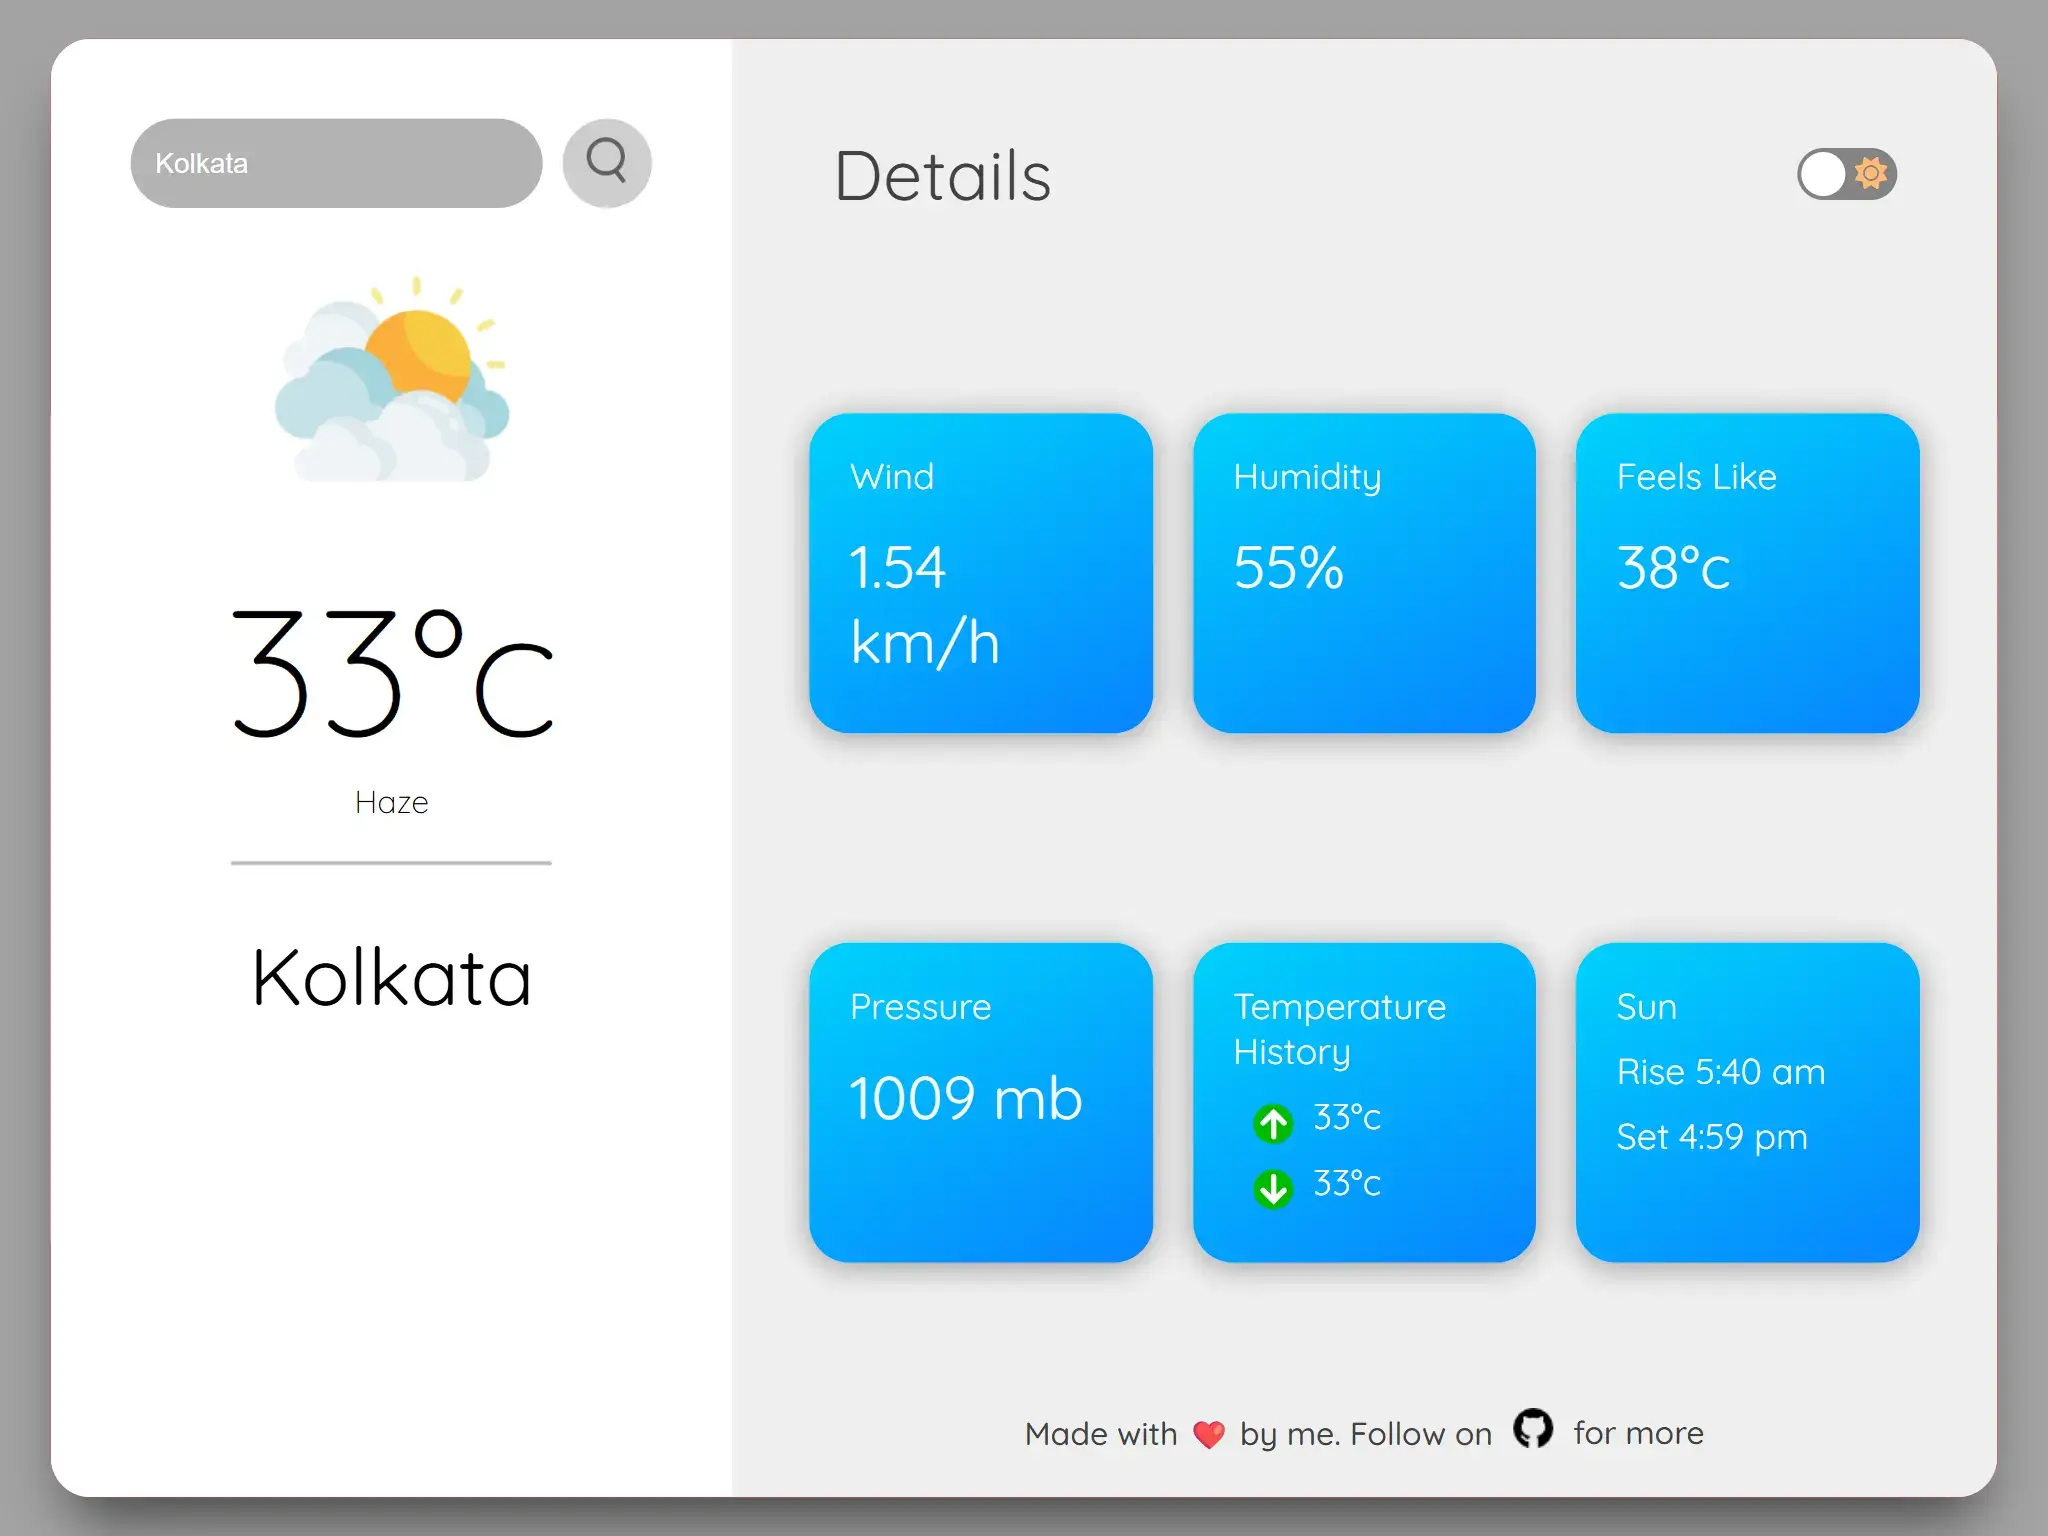 Kolkata
33°c
Haze
Kolkata
Details
Wind
1.54
km/h
Humidity
55%
Feels Like
38°c
Pressure
1009 mb
Temperature
History
33°c
33°c
Sun
Rise 5:40 am
Set 4:59 pm
Made with ❤️ by me. Follow on for more